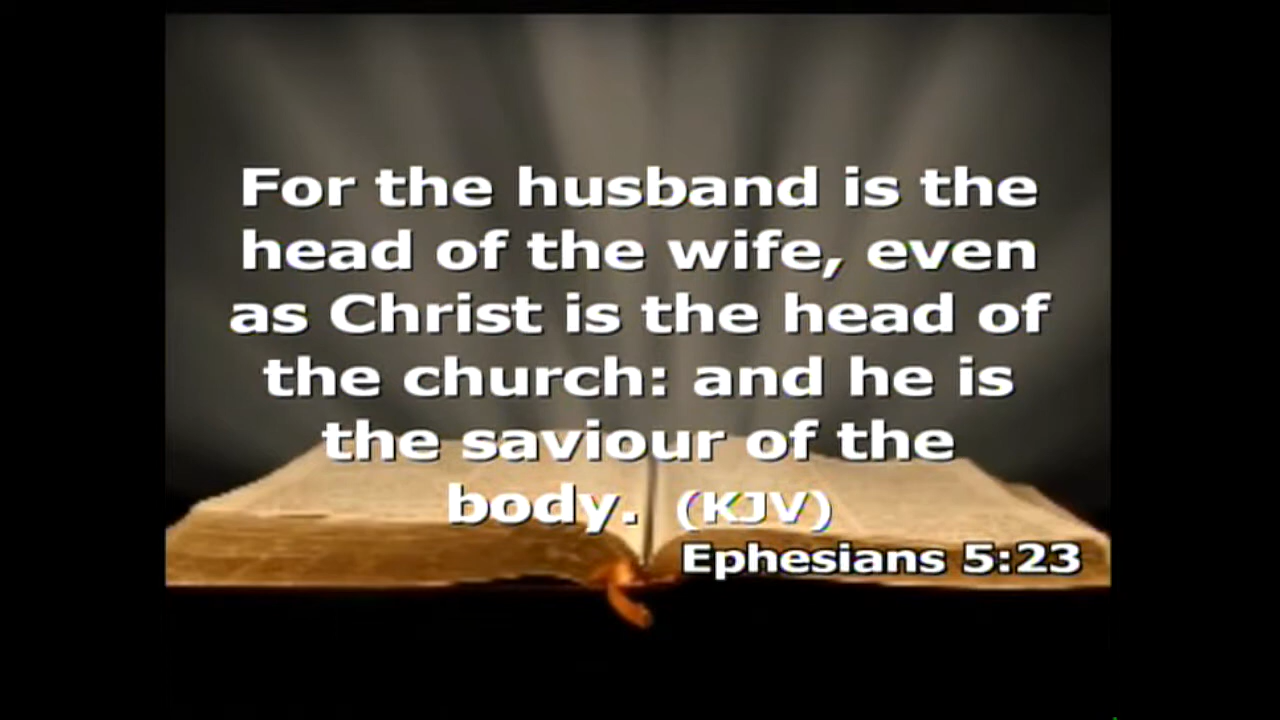 For the husband is the
head of the wife, even
as Christ is the head of
the church: and he is
the saviour of the
body. (KJV)
Ephesians 5:23